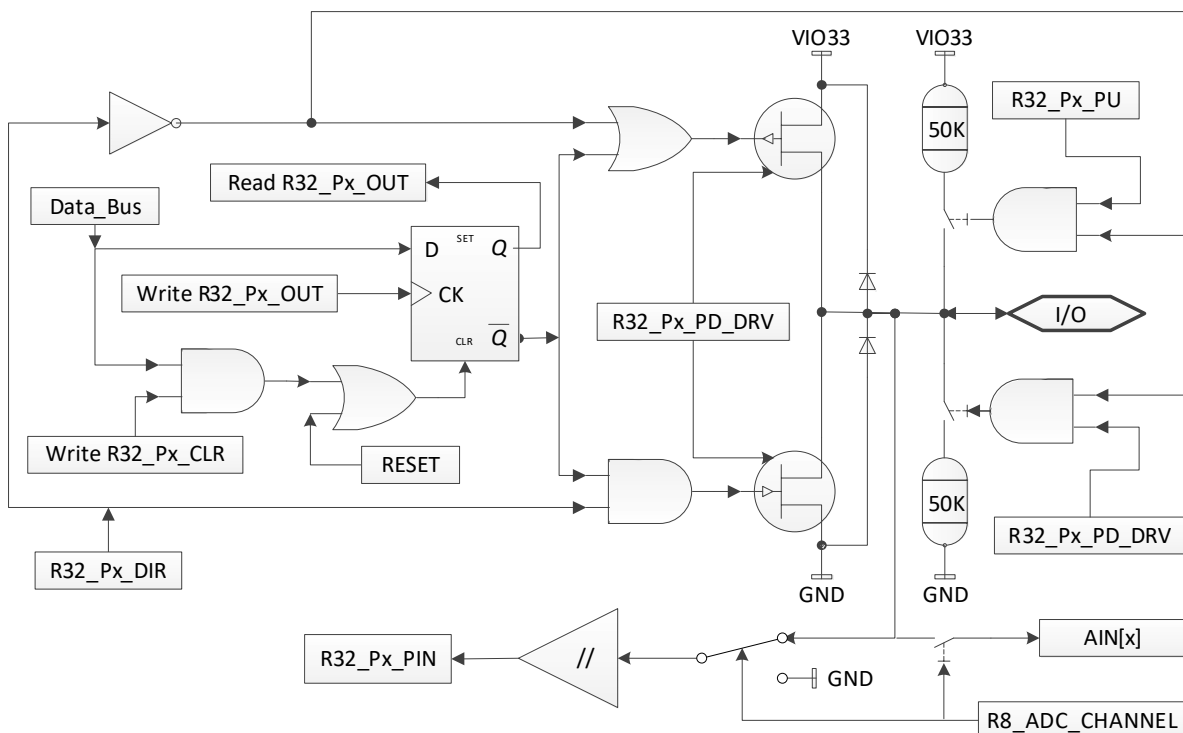 VIO33
VIO33
R32_Px_PU
50K
Read R32_Px_OUT
Data_Bus
D
SET
Q
Write R32_Px_OUT
CK
R32_Px_PD_DRV
I/O
CLR
Q
Write R32_Px_CLR
RESET
50K
R32_Px_PD_DRV
R32_Px_DIR
GND
GND
R32_Px_PIN
//
AIN[x]
GND
R8_ADC_CHANNEL